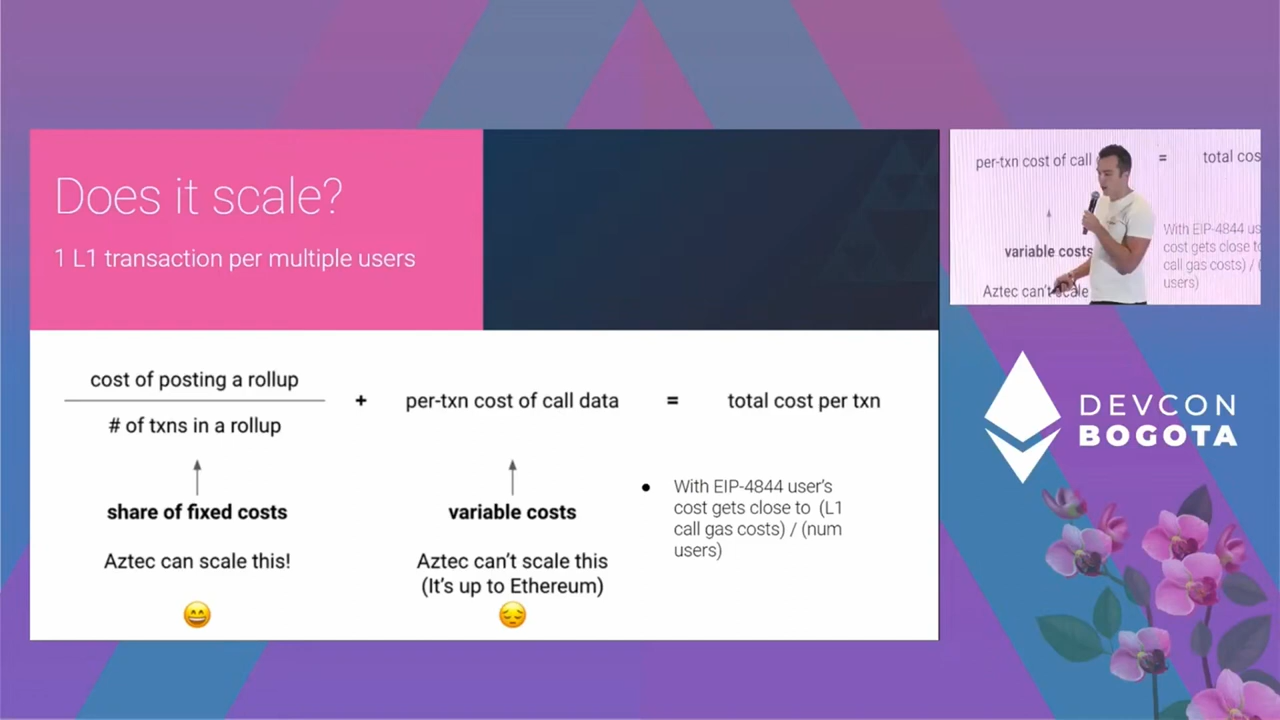 Does it scale?
1 L1 transaction per multiple users
cost of posting a rollup
# of txns in a rollup
+
per-txn cost of call data
=
total cost per txn
share of fixed costs
Aztec can scale this!
variable costs
Aztec can't scale this
(It's up to Ethereum)
● With EIP-4844 user's
cost gets close to (L1
call gas costs) / (num
users)
per-txn cost of call
=
total cos
variable costs
Aztec can't scale
With EIP-4844 us
cost gets close to
call gas costs) / (
users)
DEVCON
BOGOTA